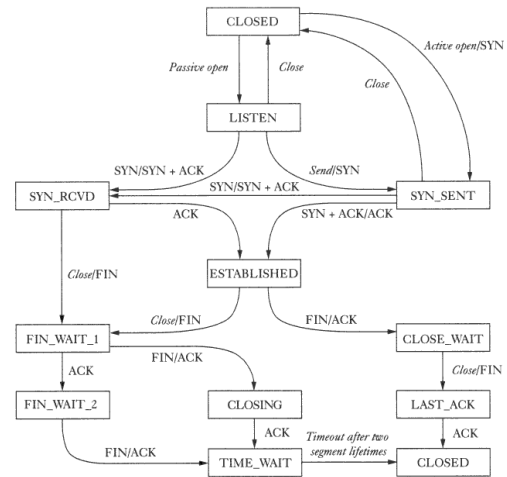 CLOSED
Active open/SYN
Passive open
Close
Close
LISTEN
SYN/SYN + ACK
Send/SYN
SYN/SYN + ACK
SYN_RCVD
SYN_SENT
ACK
SYN + ACK/ACK
Close/FIN
ESTABLISHED
Close/FIN
FIN/ACK
FIN_WAIT_1
CLOSE_WAIT
FIN/ACK
ACK
Close/FIN
FIN_WAIT_2
CLOSING
LAST_ACK
ACK
Timeout after two
segment lifetimes
ACK
FIN/ACK
TIME_WAIT
CLOSED